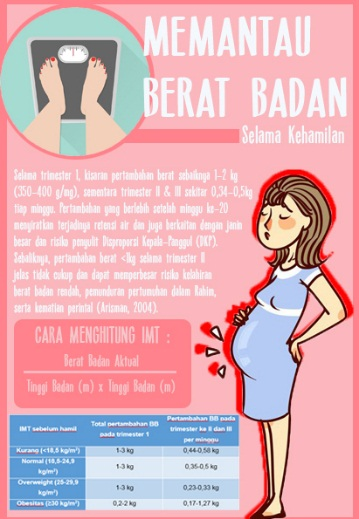 MEMANTAU
BERAT BADAN
Selama Kehamilan
Selama trimester I, kisaran pertambahan berat sebaiknya 1-2 kg
(350-400 g/mg), sementara trimester II & III sekitar 0,34-0,5kg
tiap minggu. Pertambahan yang berlebih setelah minggu ke-20
menyiratkan terjadinya retensi air dan juga berkaitan dengan janin
besar dan risiko penyulit Disproporsi Kepala-Panggul (DKP).
Sebaliknya, pertambahan berat <1kg selama trimester II
jelas tidak cukup dan dapat memperbesar risiko kelahiran
berat badan rendah, pemunduran pertumuhan dalam Rahim,
serta kematian perintal (Arisman, 2004).
CARA MENGHITUNG IMT :
Berat Badan Aktual
Tinggi Badan (m) x Tinggi Badan (m)
IMT sebelum hamil Total pertambahan BB pada trimester 1 Pertambahan BB pada trimester ke II dan III per minggu
Kurang (<18,5 kg/m²) 1-3 kg 0,44-0,58 kg
Normal (18,5-24,9 kg/m²) 1-3 kg 0,35-0,5 kg
Overweight (25-29,9 kg/m²) 1-3 kg 0,23-0,33 kg
Obesitas (≥30 kg/m²) 0,2-2 kg 0,17-1,27 kg